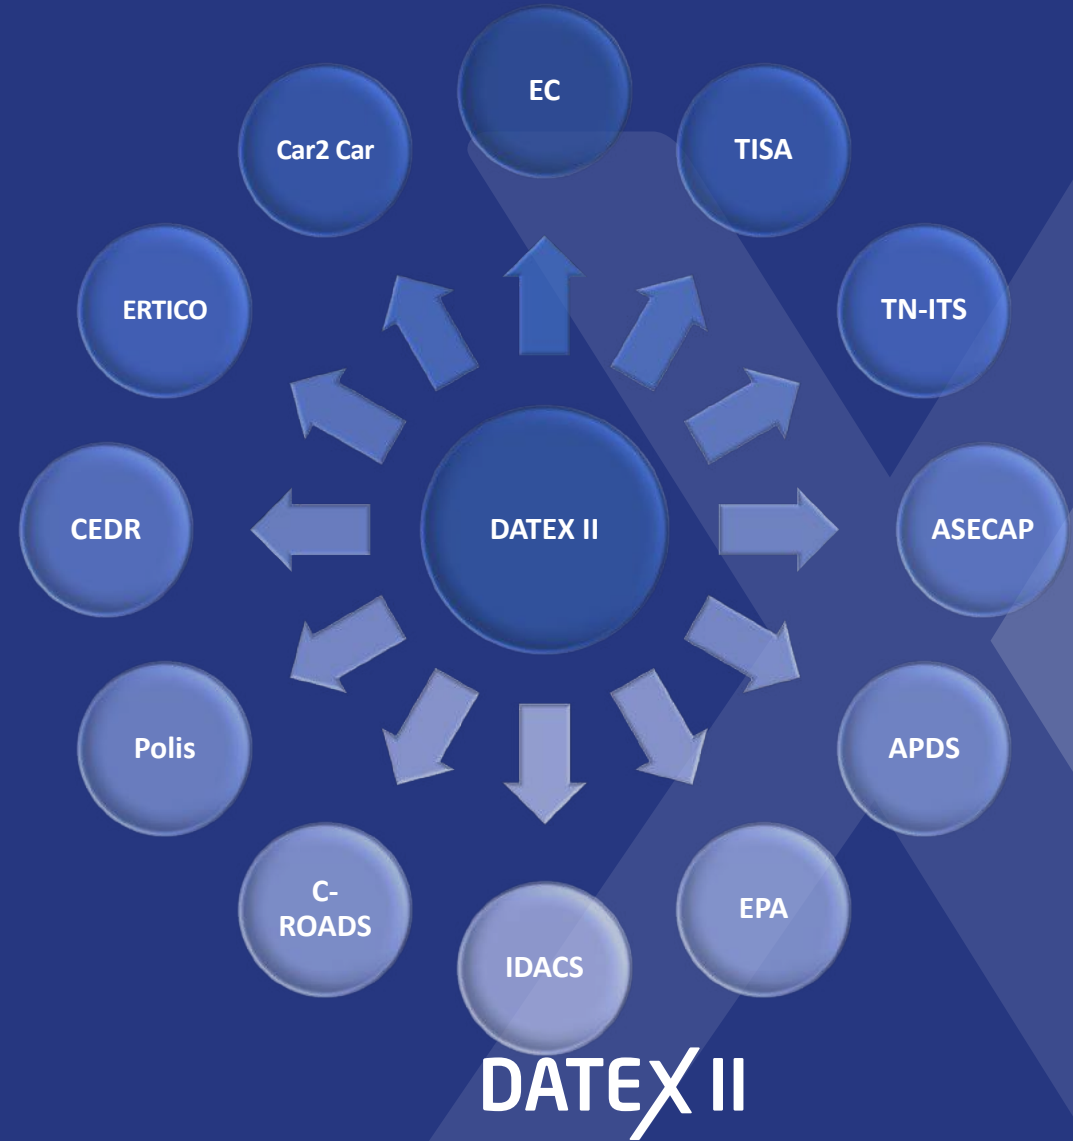 EC
TISA
TN-ITS
ASECAP
APDS
EPA
IDACS
C-
ROADS
Polis
CEDR
ERTICO
Car2 Car
DATEX II
DATEX II